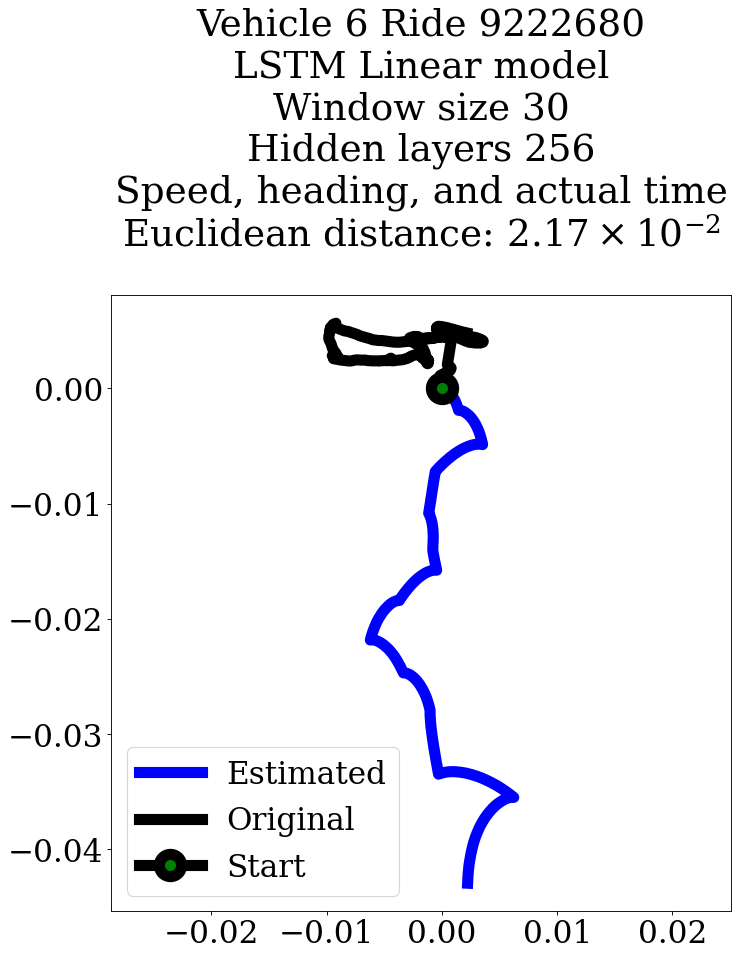 Vehicle 6 Ride 9222680
LSTM Linear model
Window size 30
Hidden layers 256
Speed, heading, and actual time
Euclidean distance: 2.17 × 10⁻²
0.00
−0.01
−0.02
−0.03
−0.04
Estimated
Original
Start
−0.02 −0.01 0.00 0.01 0.02